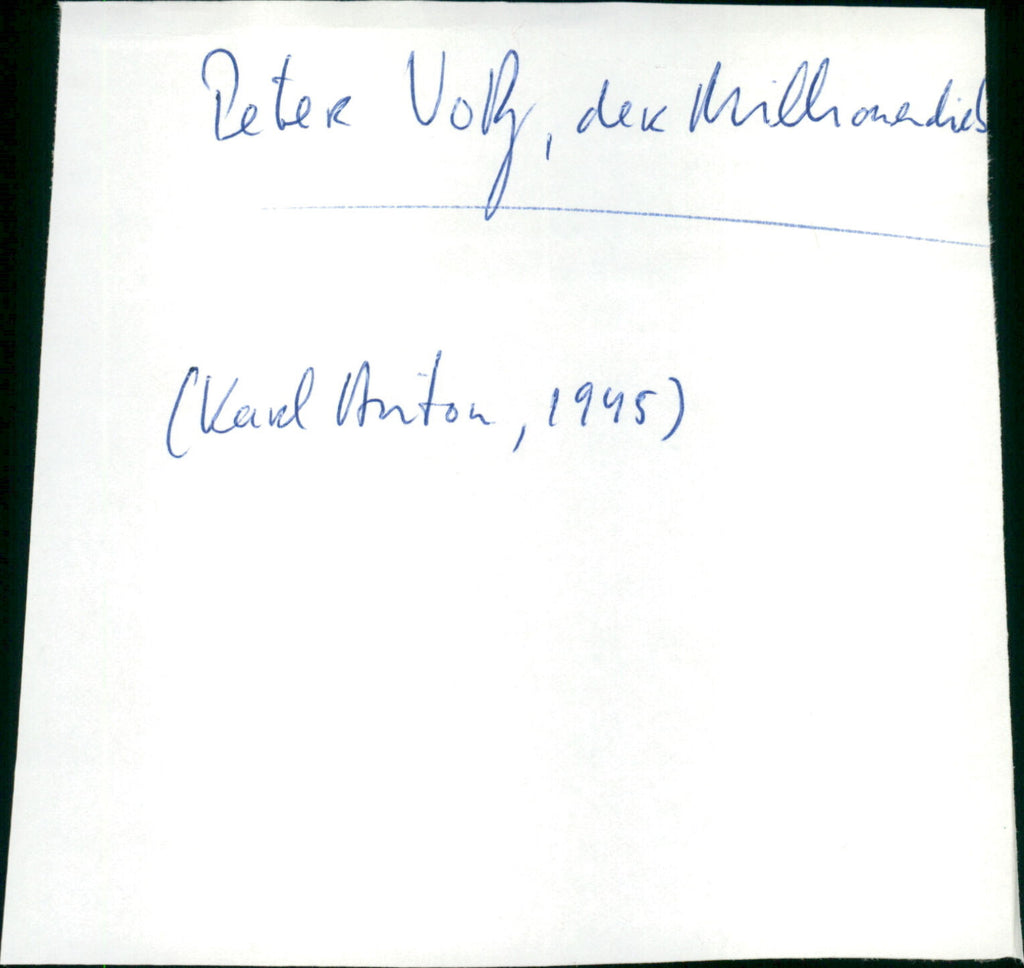 Peter Voß, der Millionendieb
(Karl Anton, 1945)